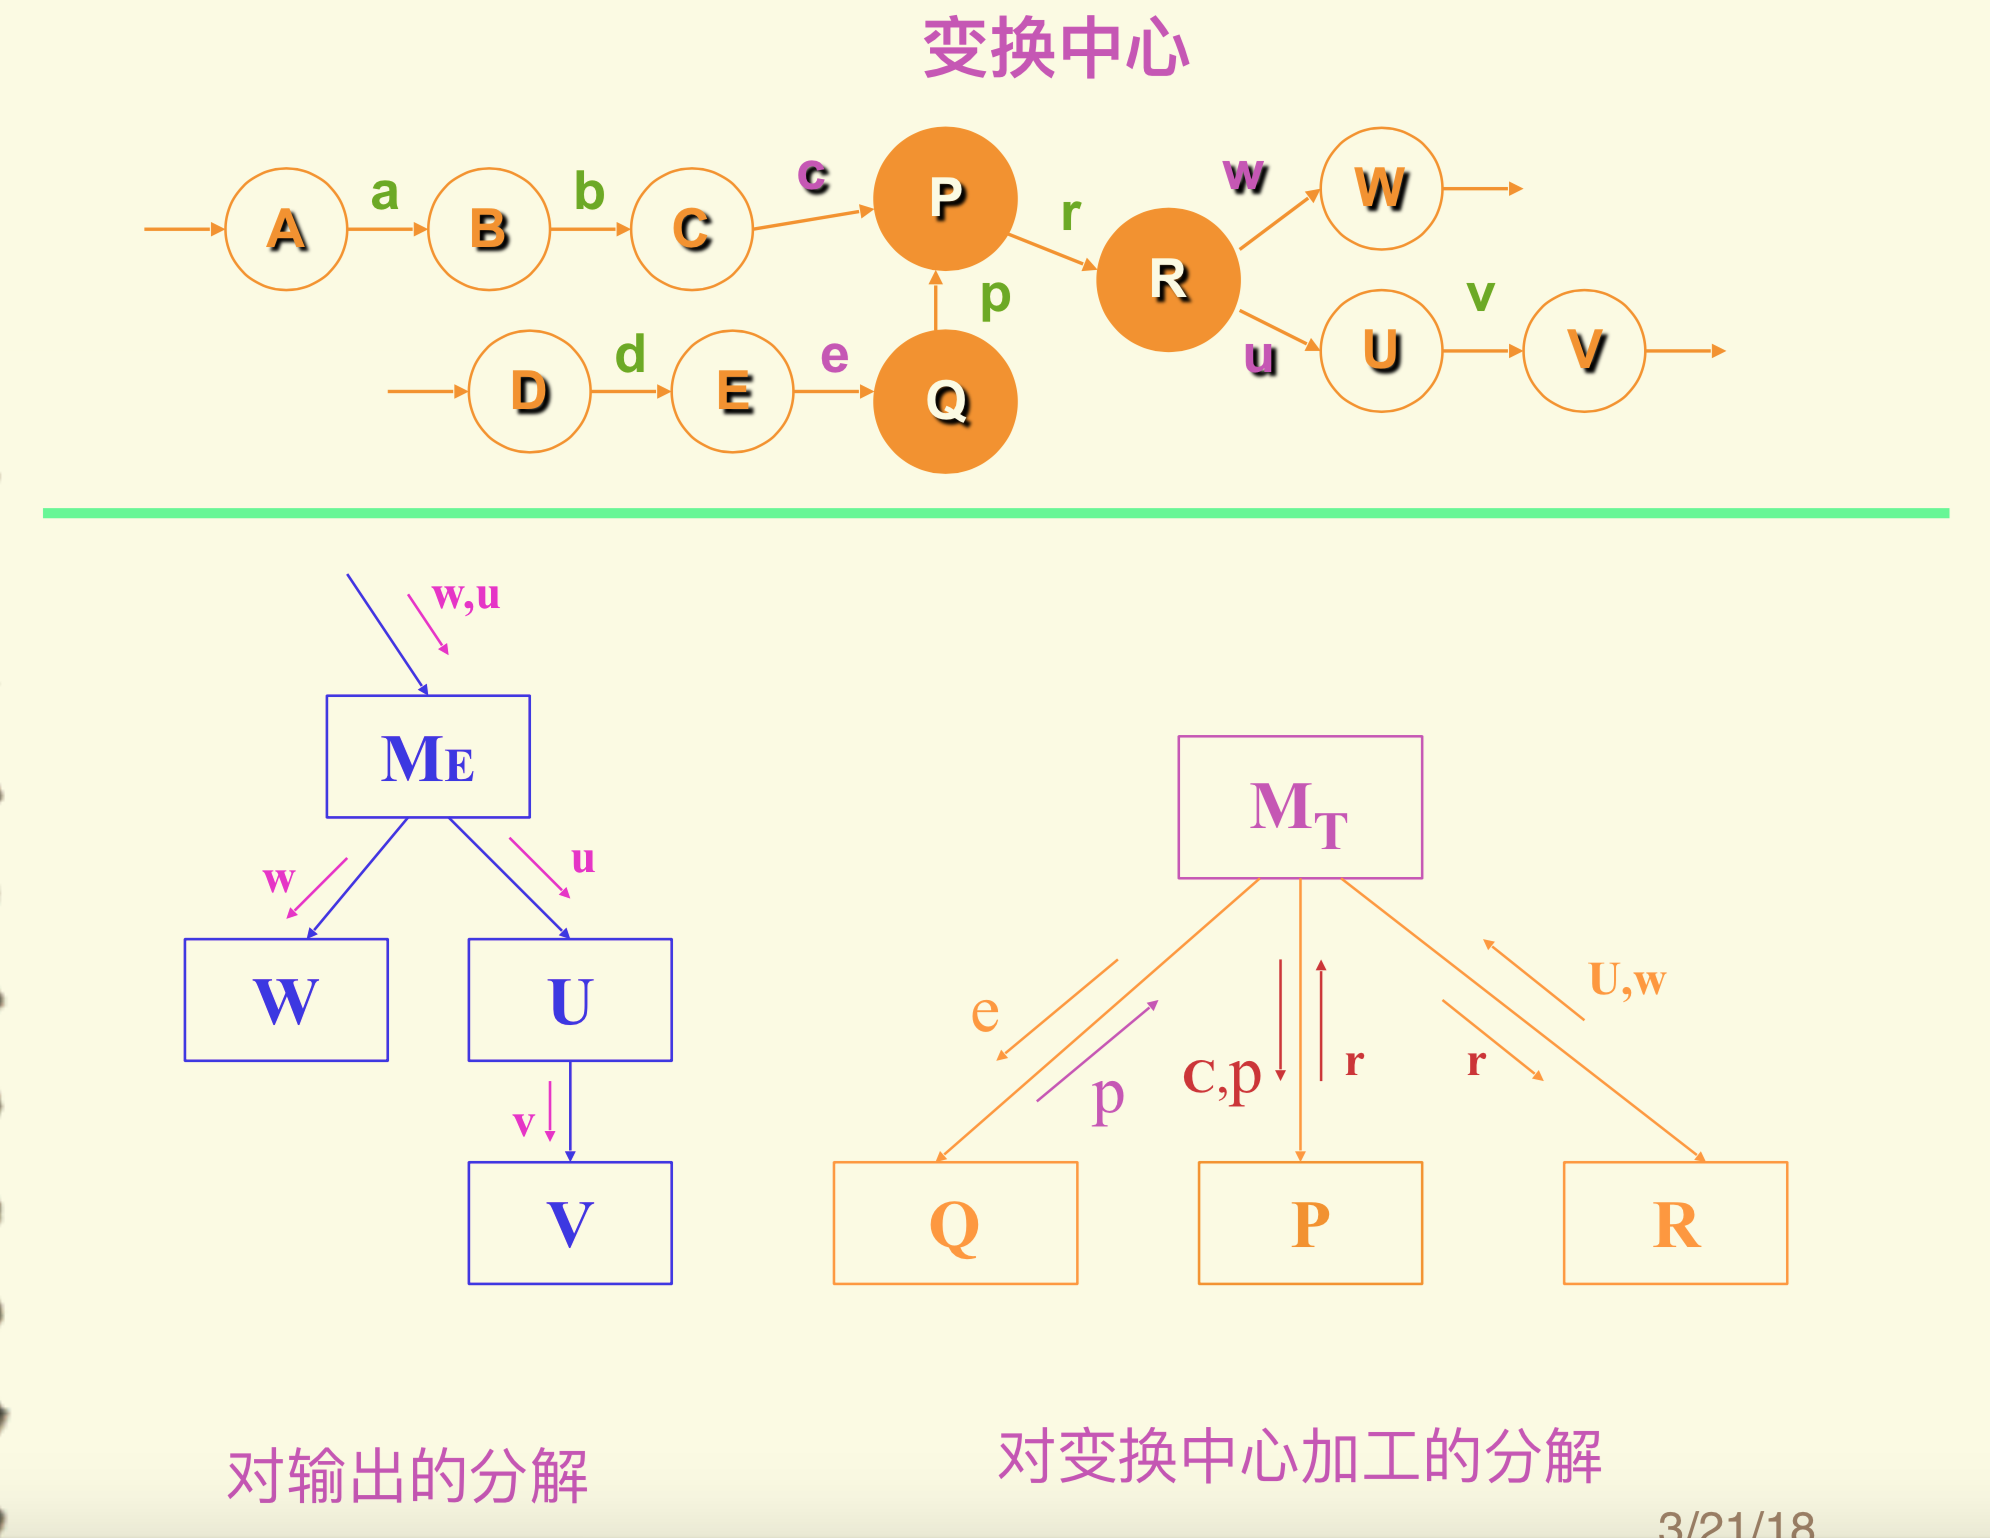 变换中心
A a B b C c P r R w W
D d E e Q p u U v V
w,u
ME
w u
W U
v
V
MT
e p C,p r r U,w
Q P R
对输出的分解
对变换中心加工的分解
3/21/18